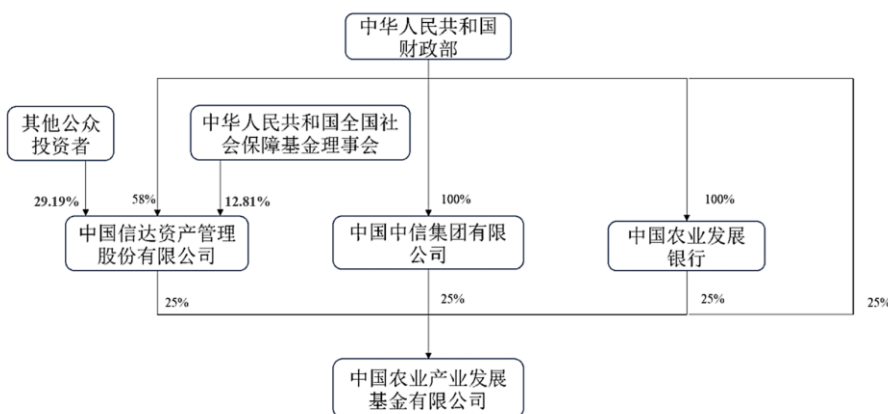 中华人民共和国
财政部
其他公众
投资者
中华人民共和国全国社
会保障基金理事会
29.19%
58%
12.81%
100%
100%
中国信达资产管理
股份有限公司
中国中信集团有限
公司
中国农业发展
银行
25%
25%
25%
25%
中国农业产业发展
基金有限公司